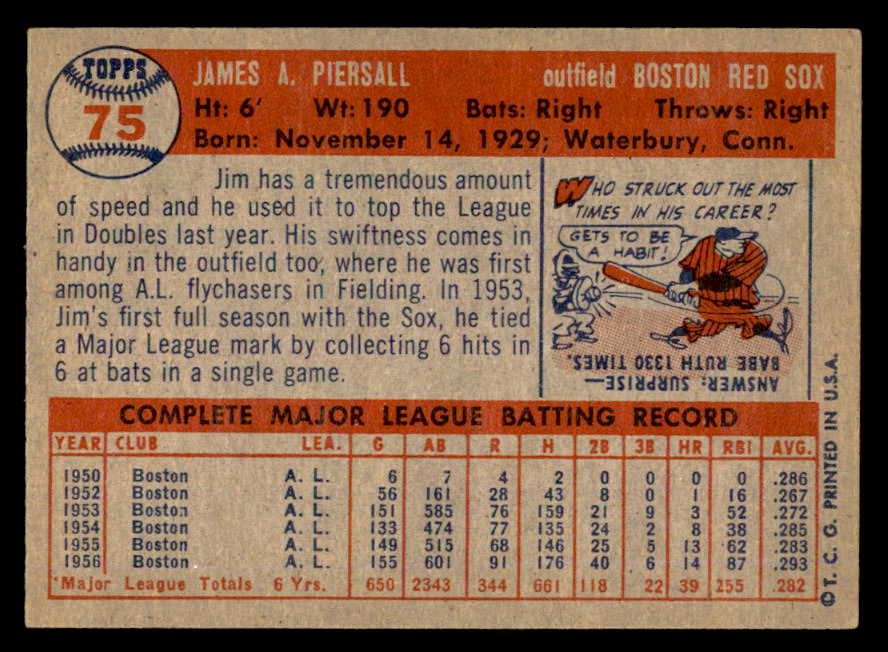 TOPPS
75
JAMES A. PIERSALL outfield BOSTON RED SOX
Ht: 6' Wt: 190 Bats: Right Throws: Right
Born: November 14, 1929; Waterbury, Conn.
Jim has a tremendous amount
of speed and he used it to top the League
in Doubles last year. His swiftness comes in
handy in the outfield too, where he was first
among A.L. flychasers in Fielding. In 1953,
Jim's first full season with the Sox, he tied
a Major League mark by collecting 6 hits in
6 at bats in a single game.
WHO STRUCK OUT THE MOST
TIMES IN HIS CAREER?
GETS TO BE
A HABIT!
ANSWER: SURPRISE—
BABE RUTH 1330 TIMES.
COMPLETE MAJOR LEAGUE BATTING RECORD
YEAR CLUB LEA. G AB R H 2B 3B HR RBI AVG.
1950 Boston A. L. 6 7 4 2 0 0 0 0 .286
1952 Boston A. L. 56 161 28 43 8 0 1 16 .267
1953 Boston A. L. 151 585 76 159 21 9 3 52 .272
1954 Boston A. L. 133 474 77 135 24 2 8 38 .285
1955 Boston A. L. 149 515 68 146 25 5 13 62 .283
1956 Boston A. L. 155 601 91 176 40 6 14 87 .293
'Major League Totals 6 Yrs. 650 2343 344 661 118 22 39 255 .282
©T. C. G. PRINTED IN U.S.A.